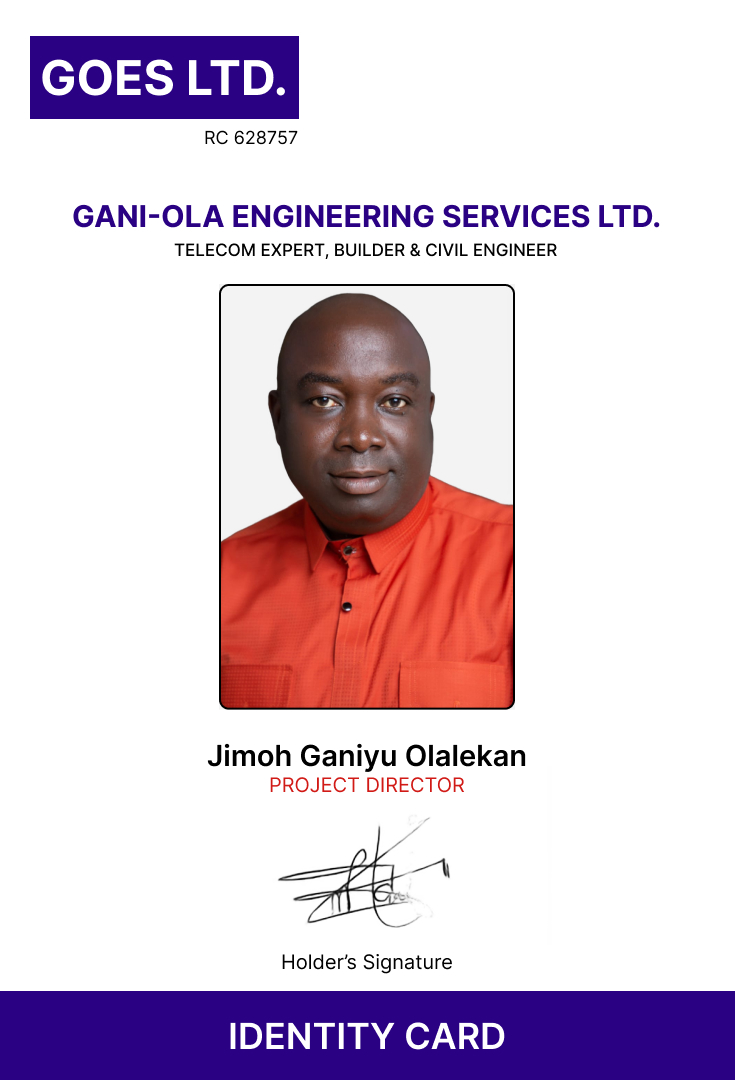 GOES LTD.
RC 628757
GANI-OLA ENGINEERING SERVICES LTD.
TELECOM EXPERT, BUILDER & CIVIL ENGINEER
Jimoh Ganiyu Olalekan
PROJECT DIRECTOR
Holder’s Signature
IDENTITY CARD